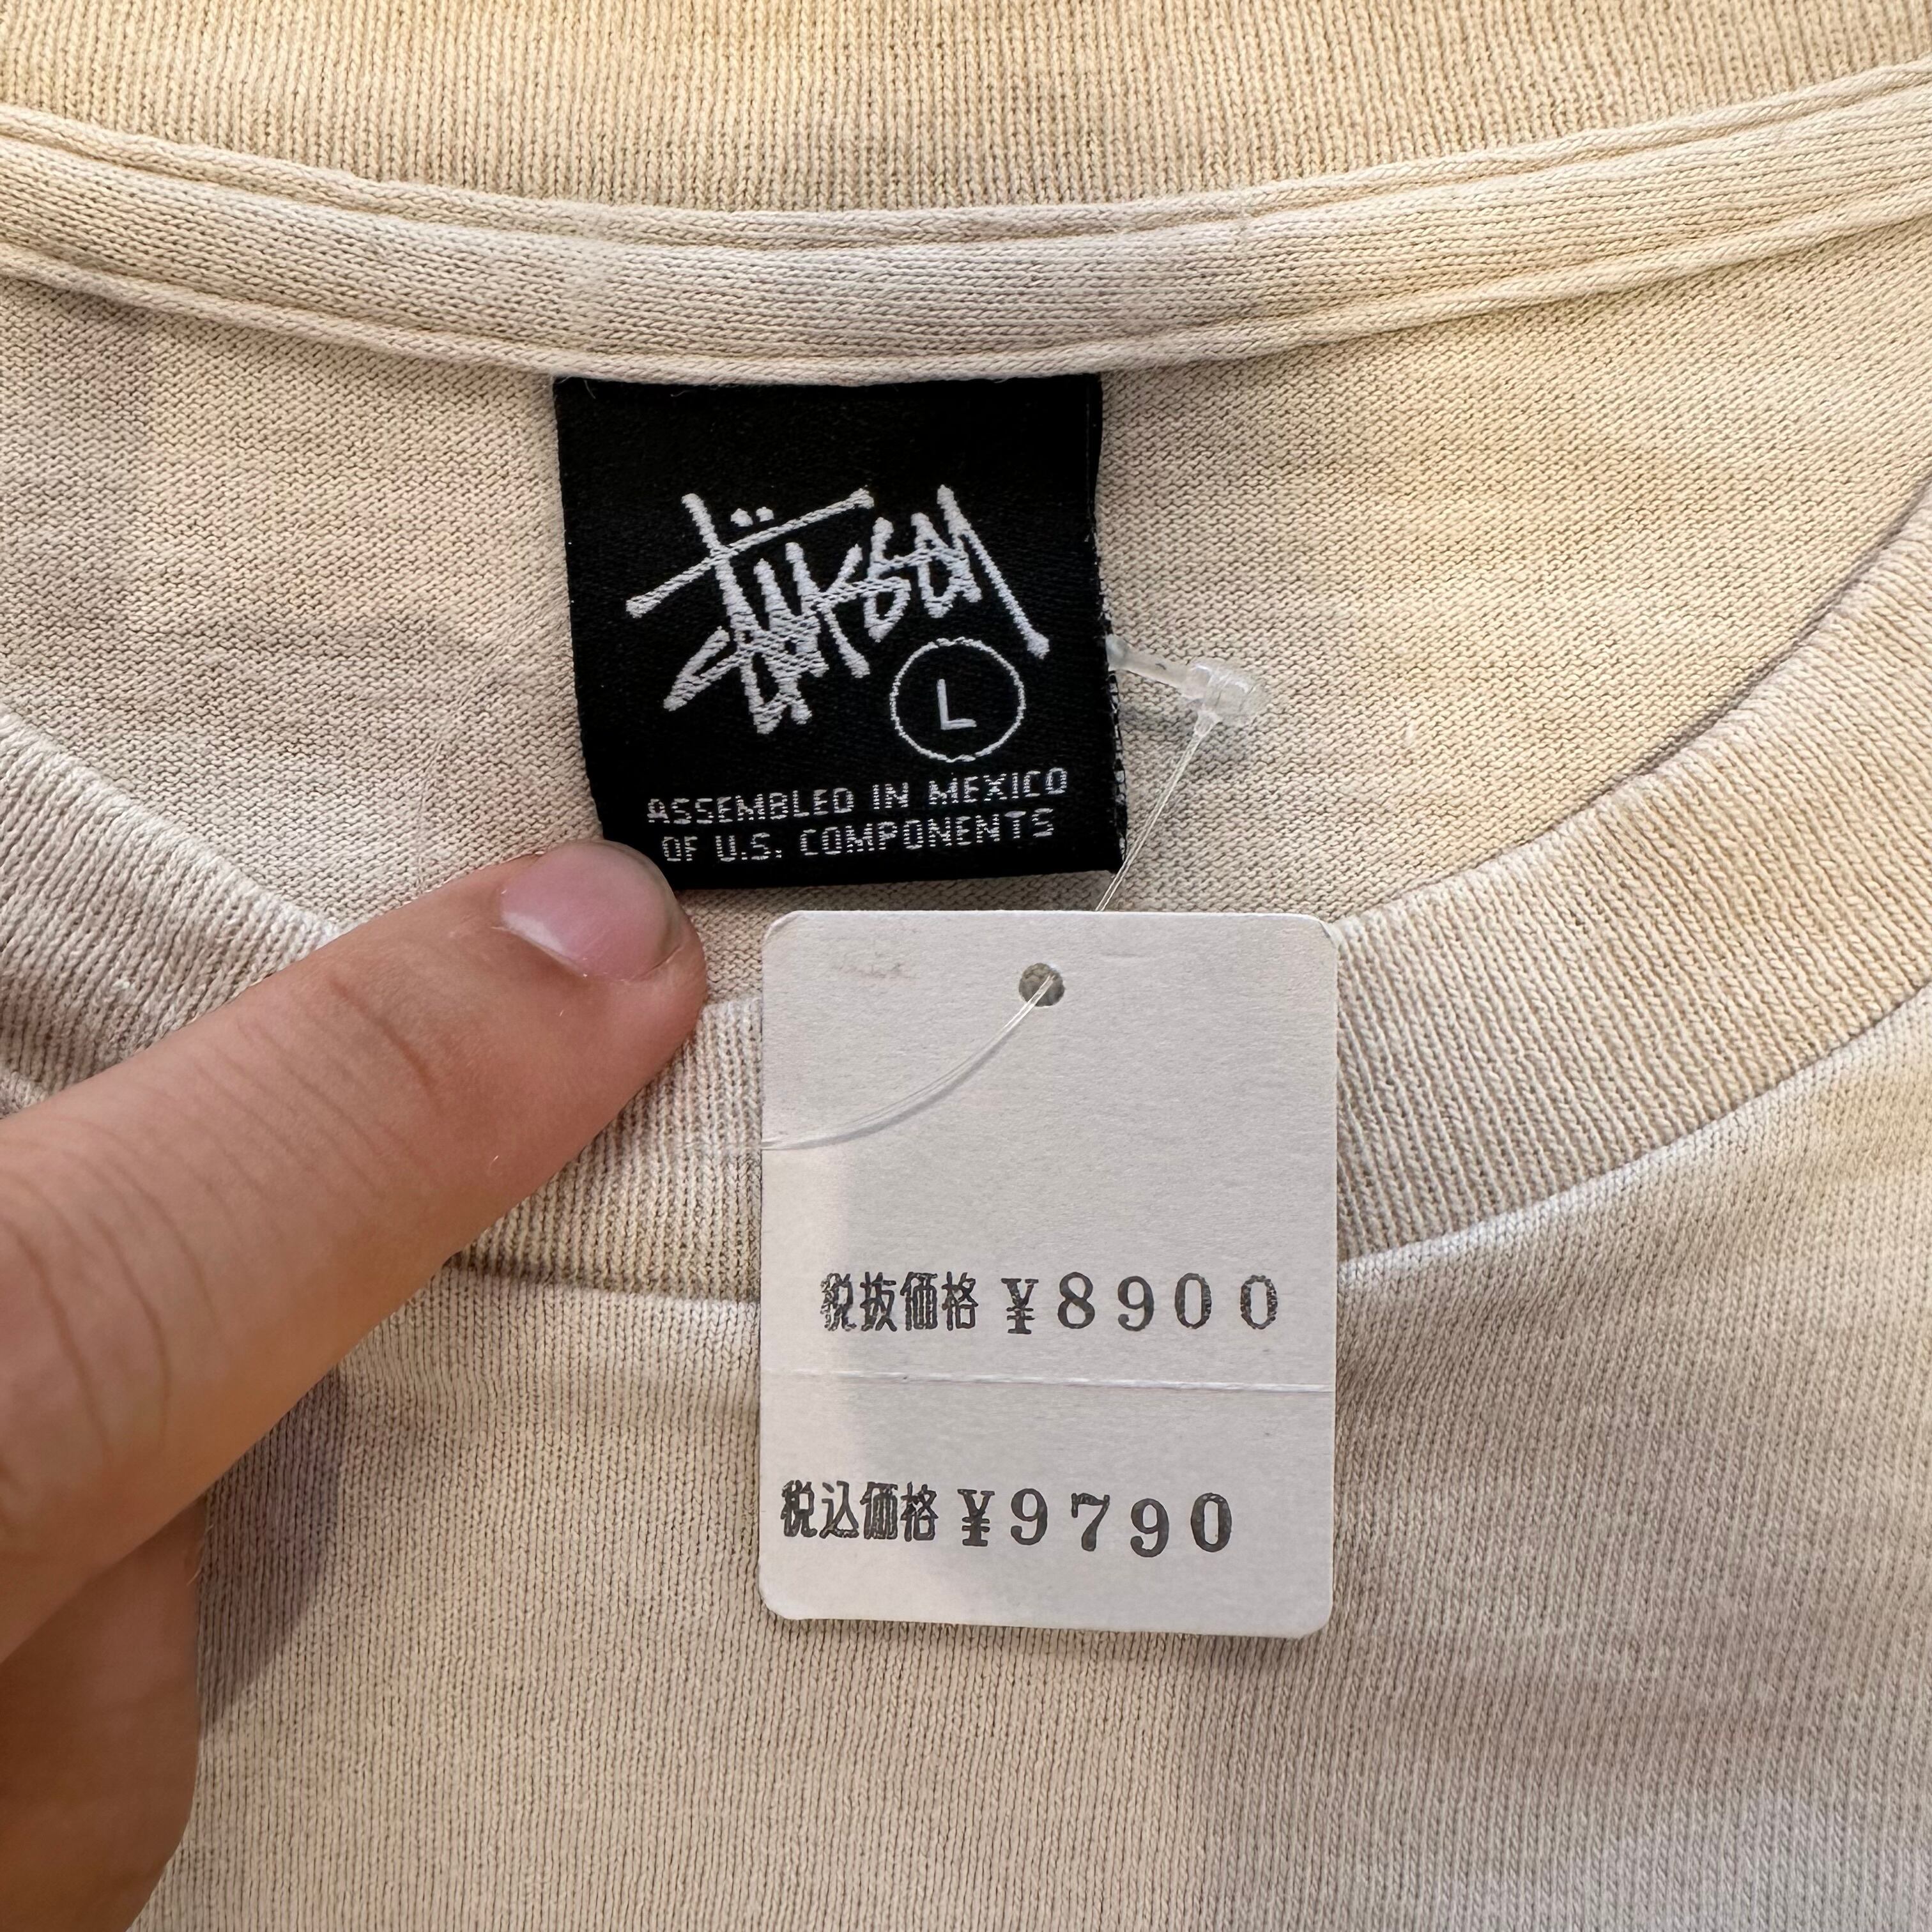 Stüssy
L
ASSEMBLED IN MEXICO
OF U.S. COMPONENTS
税抜価格 ¥8900
税込価格 ¥9790